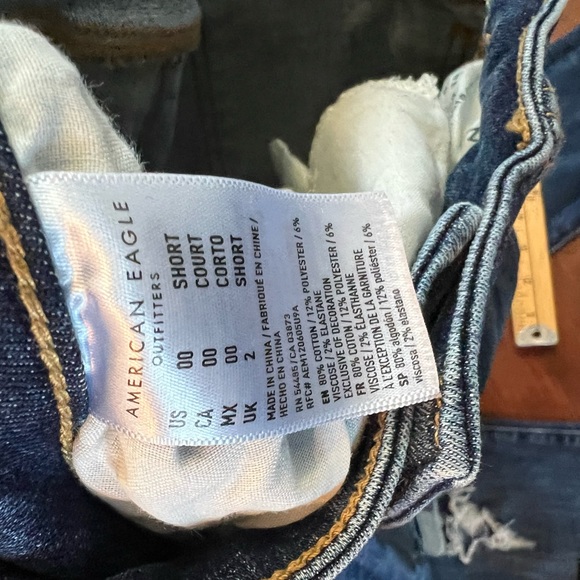 AMERICAN EAGLE
OUTFITTERS
US 00 SHORT
CA 00 COURT
MX 00 CORTO
UK 2 SHORT
MADE IN CHINA / FABRIQUÉ EN CHINE /
HECHO EN CHINA
RN 54485/CA 03873
RFC# AEM120605U9A
EN 80% COTTON / 12% POLYESTER / 6%
VISCOSE / 2% ELASTANE
EXCLUSIVE OF DECORATION
FR 80% COTON / 12% POLYESTER / 6%
VISCOSE / 2% ÉLASTHANNE
À L'EXCEPTION DE LA GARNITURE
SP 80% algodón / 12% poliéster / 6%
viscosa / 2% elastano